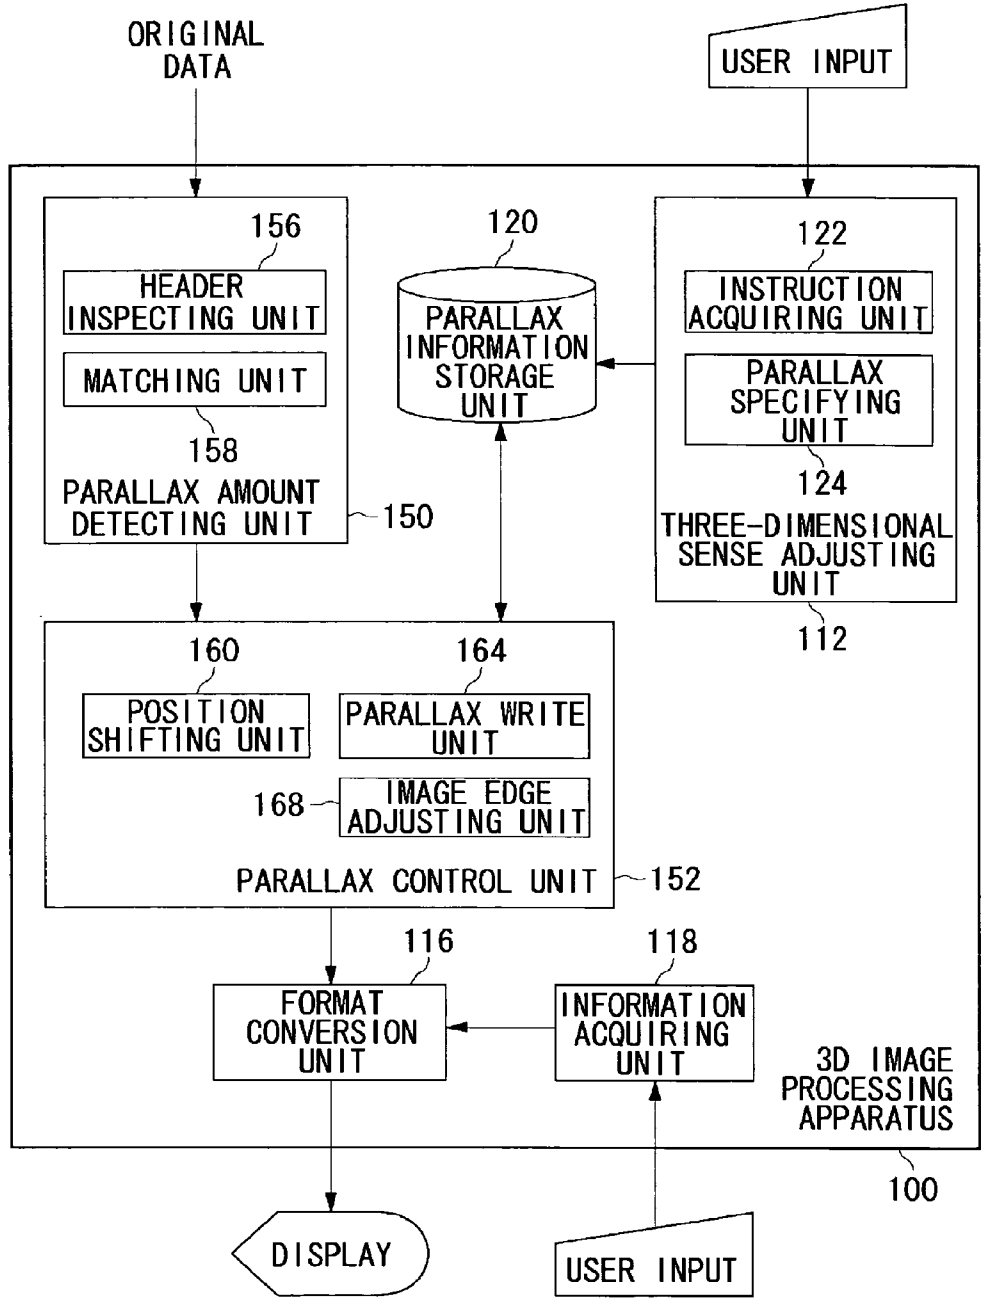 ORIGINAL
DATA
USER INPUT
156
HEADER
INSPECTING UNIT
MATCHING UNIT
158
PARALLAX AMOUNT
DETECTING UNIT
150
120
PARALLAX
INFORMATION
STORAGE
UNIT
122
INSTRUCTION
ACQUIRING UNIT
PARALLAX
SPECIFYING
UNIT
124
THREE-DIMENSIONAL
SENSE ADJUSTING
UNIT
112
160
POSITION
SHIFTING UNIT
164
PARALLAX WRITE
UNIT
168
IMAGE EDGE
ADJUSTING UNIT
PARALLAX CONTROL UNIT
152
116
FORMAT
CONVERSION
UNIT
118
INFORMATION
ACQUIRING
UNIT
3D IMAGE
PROCESSING
APPARATUS
100
DISPLAY
USER INPUT